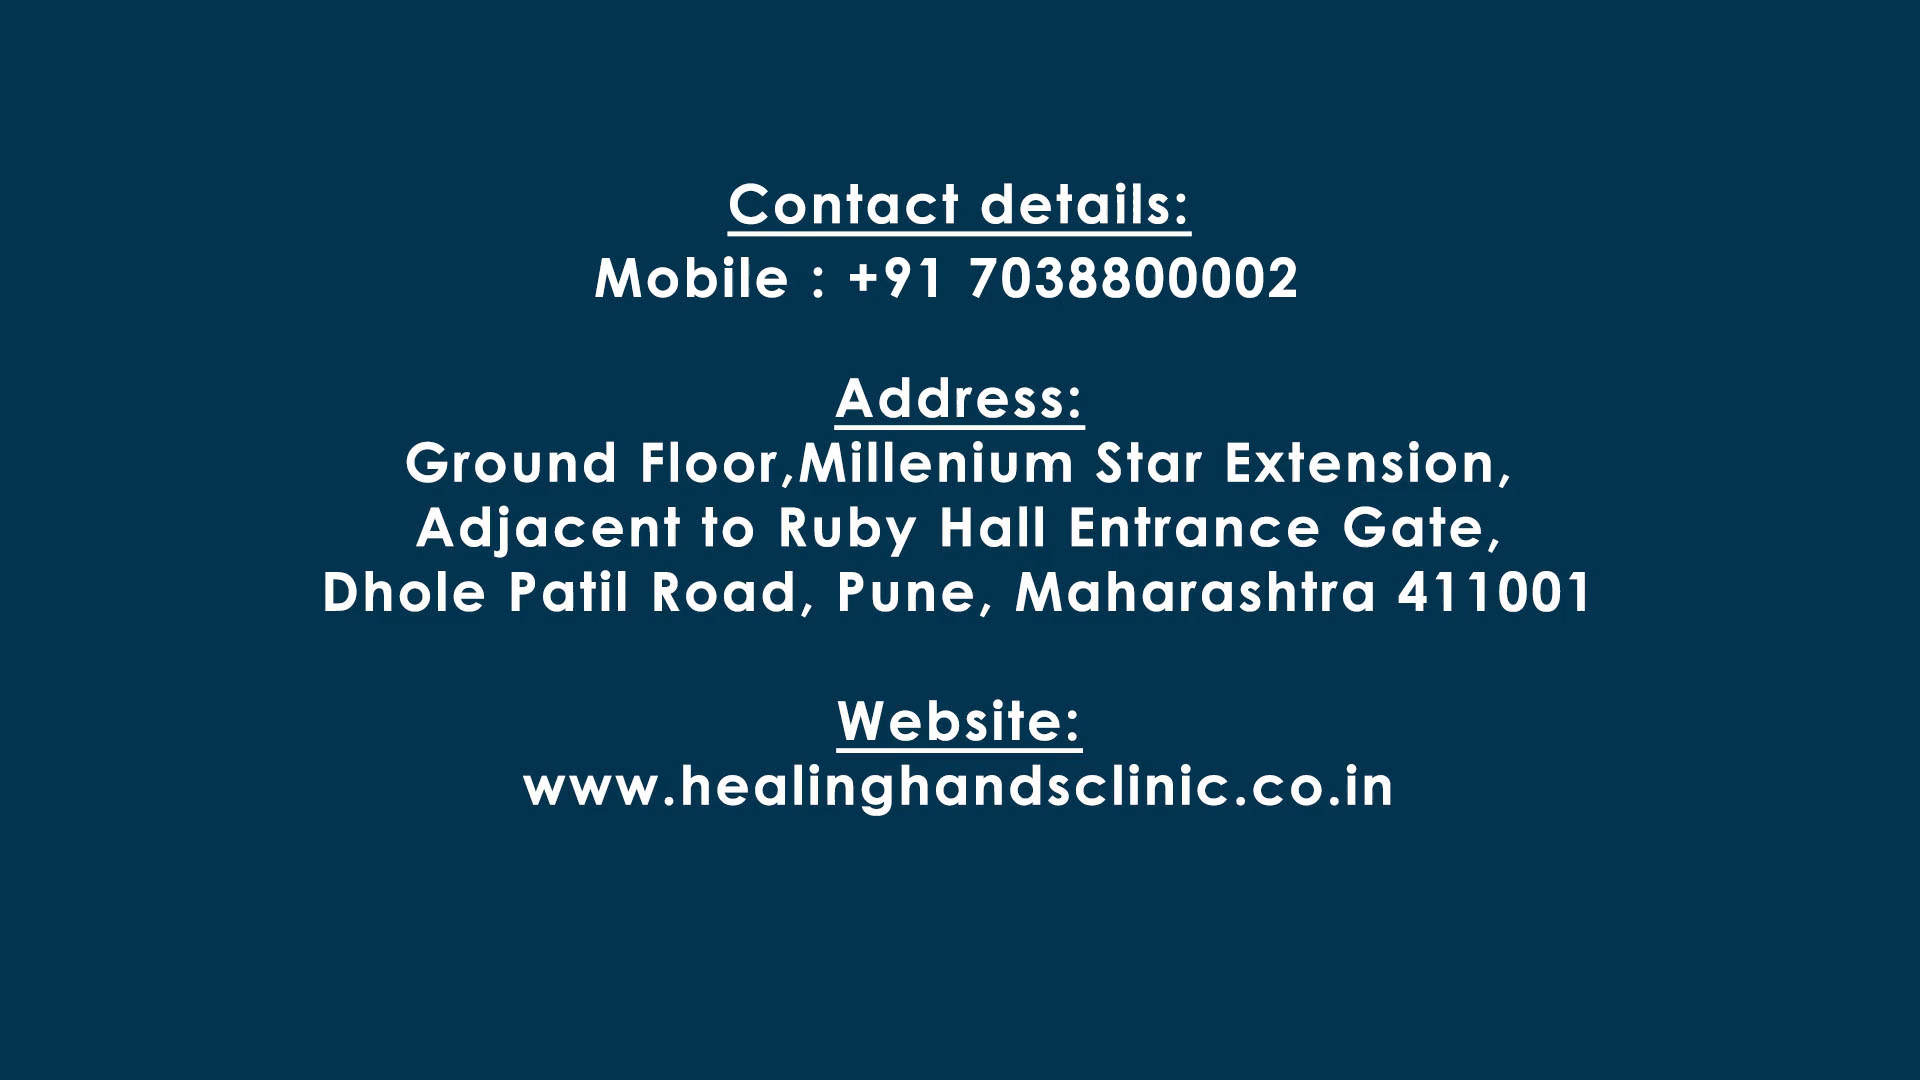 Contact details:
Mobile : +91 7038800002
Address:
Ground Floor,Millenium Star Extension,
Adjacent to Ruby Hall Entrance Gate,
Dhole Patil Road, Pune, Maharashtra 411001
Website:
www.healinghandsclinic.co.in